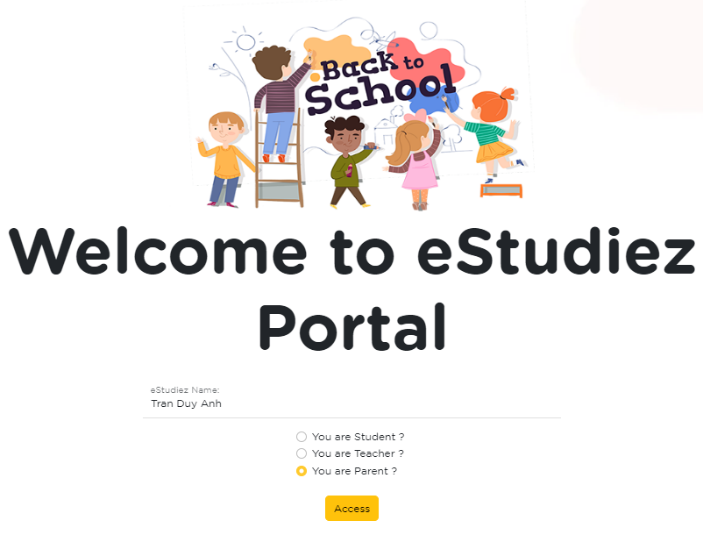 Back to
School
Welcome to eStudiez
Portal
eStudiez Name:
Tran Duy Anh
You are Student ?
You are Teacher ?
You are Parent ?
Access